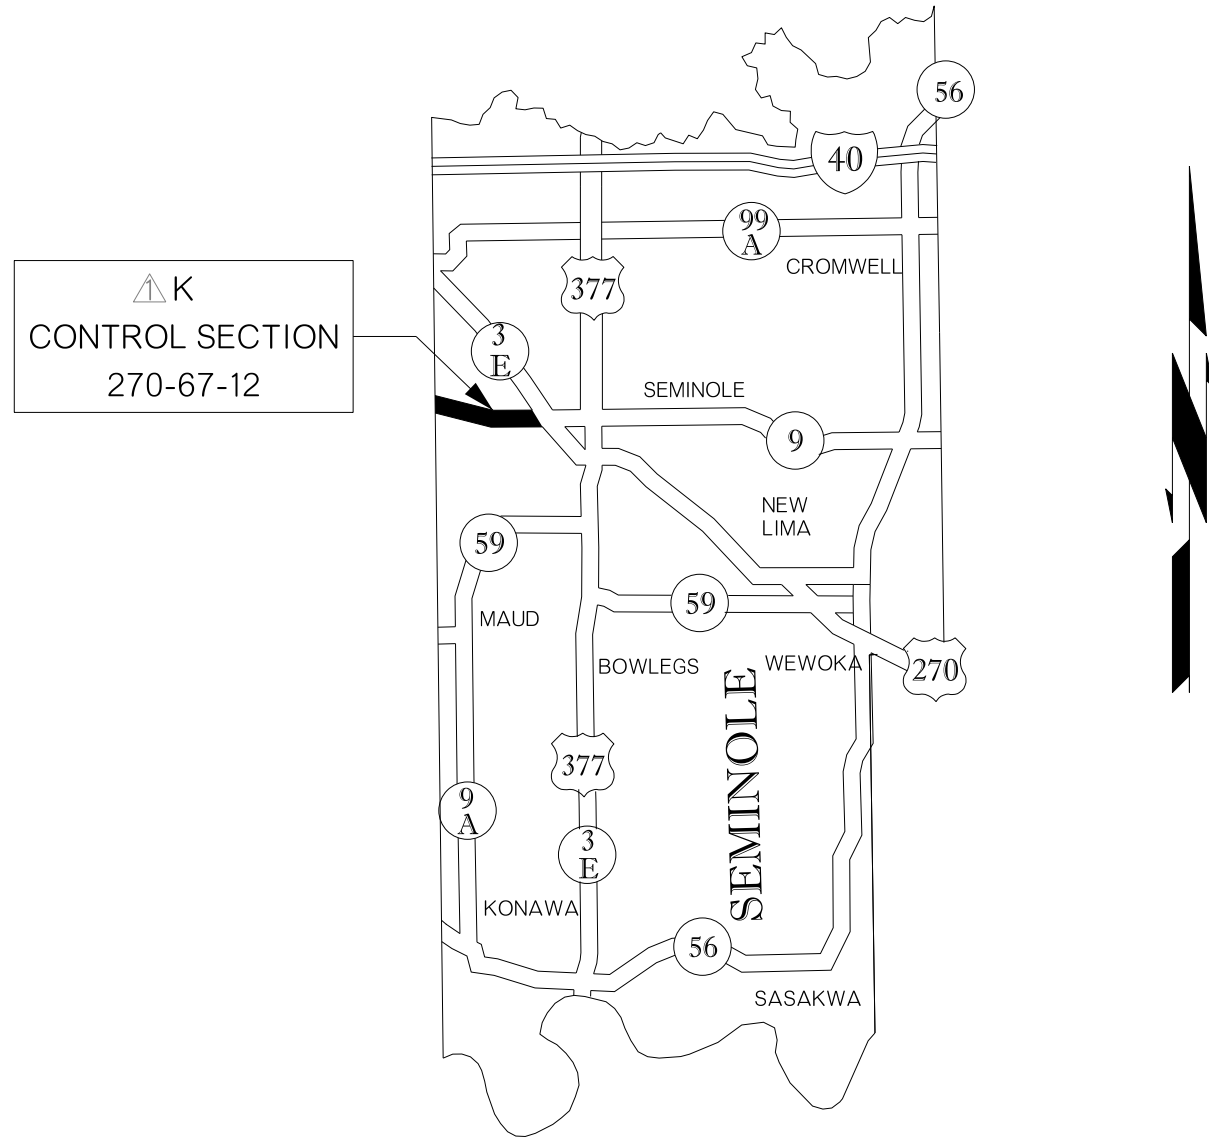 56
40
99
A
CROMWELL
377
1 K
CONTROL SECTION
270-67-12
3
E
SEMINOLE
9
NEW
LIMA
59
59
MAUD
BOWLEGS
WEWOKA
270
SEMINOLE
377
9
A
3
E
KONAWA
56
SASAKWA
N